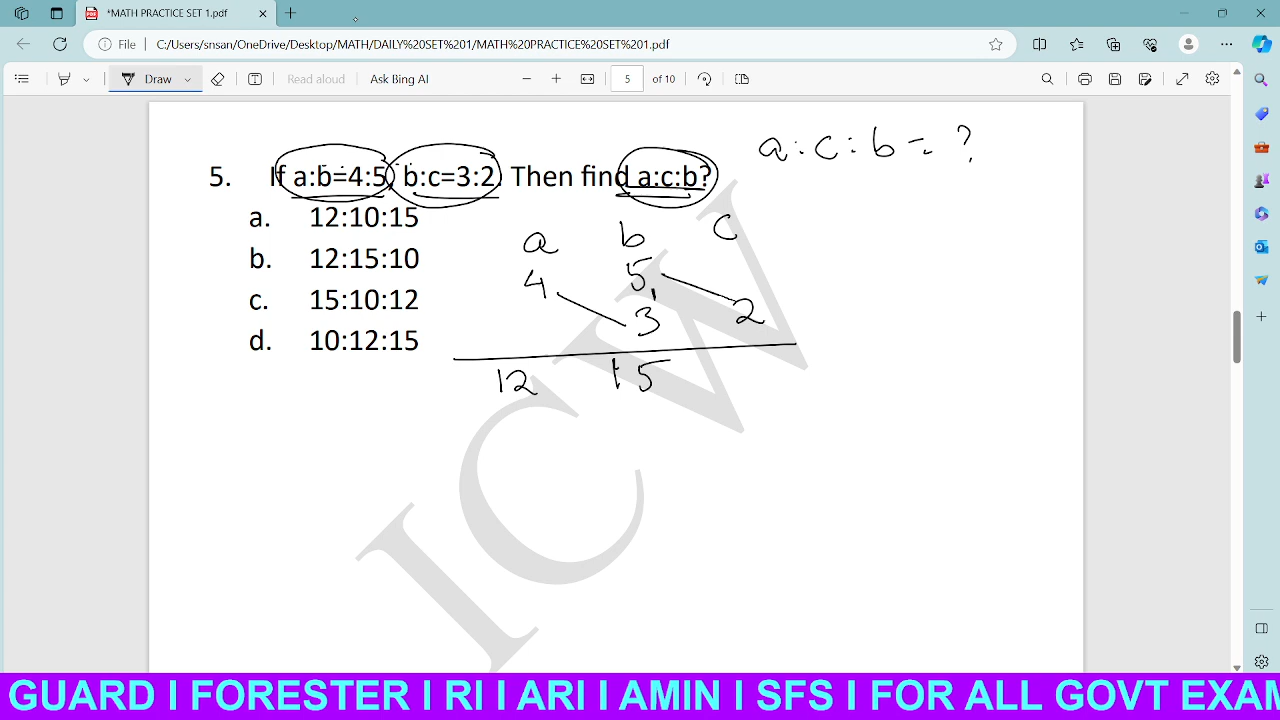 *MATH PRACTICE SET 1.pdf
File C:/Users/snsan/OneDrive/Desktop/MATH/DAILY%20SET%201/MATH%20PRACTICE%20SET%201.pdf
Draw Read aloud Ask Bing AI 5 of 10
a:c:b = ?
5. If a:b=4:5, b:c=3:2. Then find a:c:b?
a. 12:10:15
b. 12:15:10
c. 15:10:12
d. 10:12:15
a b c
4 5
3 2
12 15
ICW
GUARD I FORESTER I RI I ARI I AMIN I SFS I FOR ALL GOVT EXAM